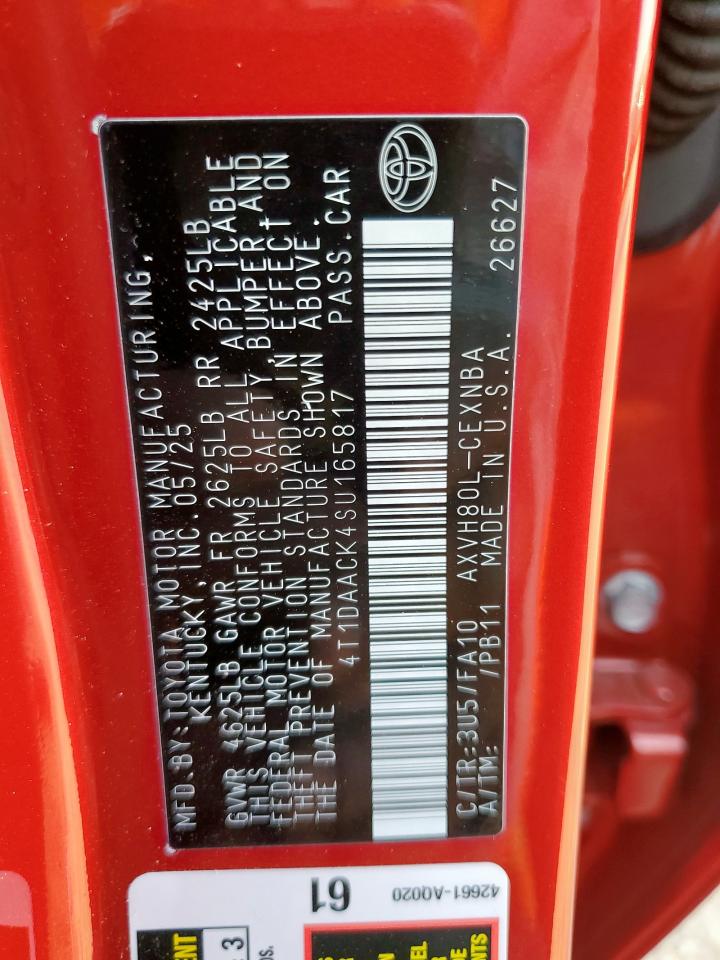 MFD.BY:TOYOTA MOTOR MANUFACTURING,
KENTUCKY, INC. 05/25
GVWR 4625LB GAWR FR 2625LB RR 2425LB
THIS VEHICLE CONFORMS TO ALL APPLICABLE
FEDERAL MOTOR VEHICLE SAFETY, BUMPER, AND
THEFT PREVENTION STANDARDS IN EFFECT ON
THE DATE OF MANUFACTURE SHOWN ABOVE.
4T1DAACK4SU165817 PASS.CAR
C/TR:3U5/FA10 AXVH80L-CEXNBA
A/TM: /PB11 MADE IN U.S.A. 26627
61
42661-AQ020
3